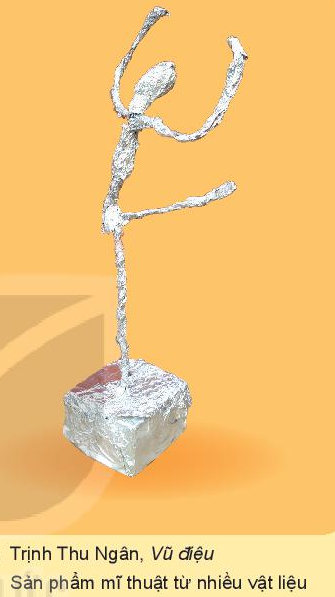 Trịnh Thu Ngân, Vũ điệu
Sản phẩm mĩ thuật từ nhiều vật liệu